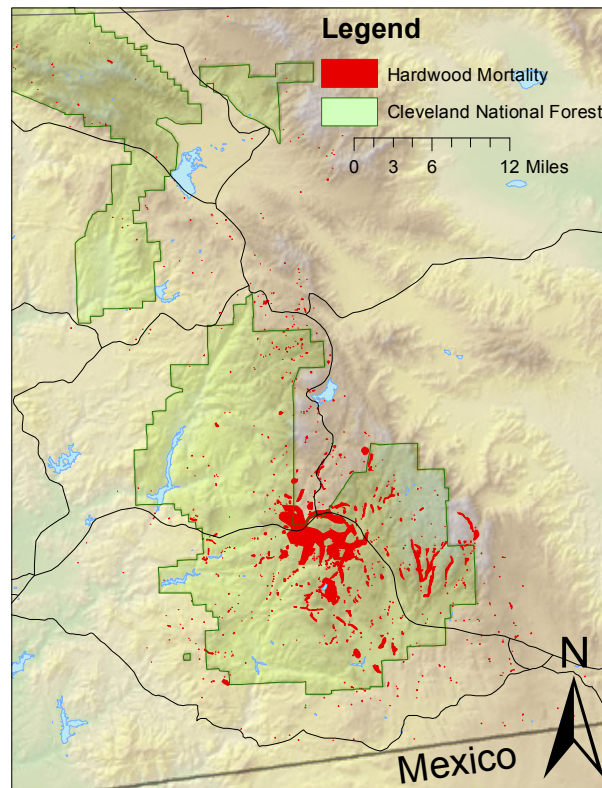 Legend
Hardwood Mortality
Cleveland National Forest
0 3 6 12 Miles
N
Mexico